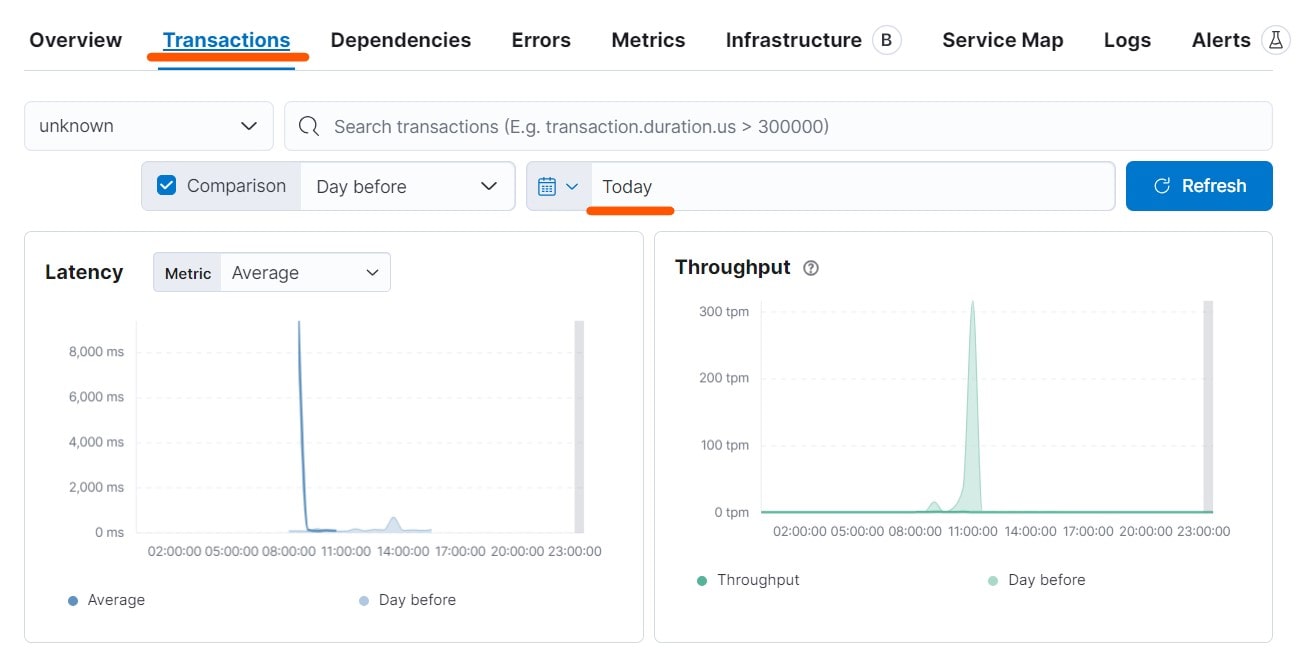 Overview Transactions Dependencies Errors Metrics Infrastructure B Service Map Logs Alerts
unknown Search transactions (E.g. transaction.duration.us > 300000)
Comparison Day before Today Refresh
Latency Metric Average
8,000 ms
6,000 ms
4,000 ms
2,000 ms
0 ms
02:00:00 05:00:00 08:00:00 11:00:00 14:00:00 17:00:00 20:00:00 23:00:00
Average Day before
Throughput ?
300 tpm
200 tpm
100 tpm
0 tpm
02:00:00 05:00:00 08:00:00 11:00:00 14:00:00 17:00:00 20:00:00 23:00:00
Throughput Day before